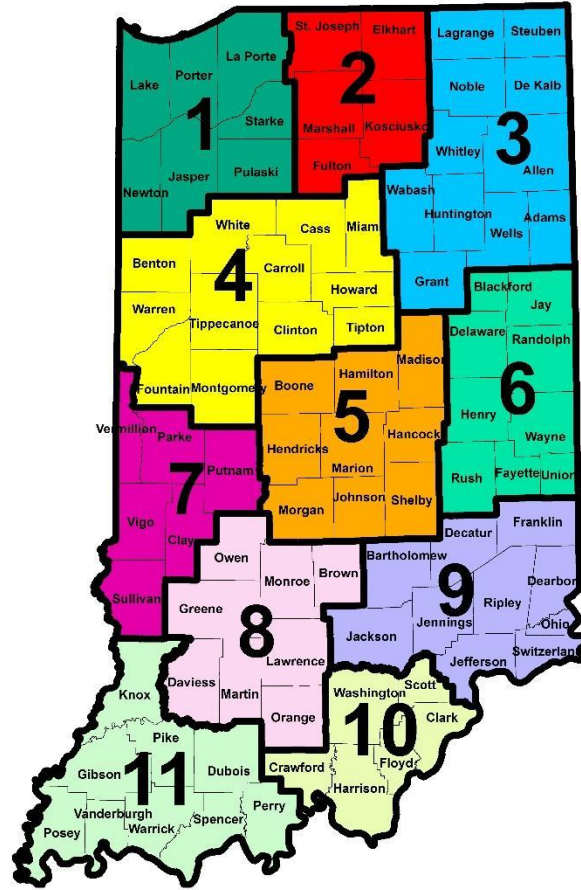 Lake
Porter
La Porte
Starke
Newton
Jasper
Pulaski
1
St. Joseph
Elkhart
Marshall
Kosciusko
Fulton
2
Lagrange
Steuben
Noble
De Kalb
Whitley
Allen
Wabash
Huntington
Wells
Adams
Grant
3
White
Cass
Miami
Benton
Carroll
Howard
Warren
Tippecanoe
Clinton
Tipton
Fountain
Montgomery
4
Boone
Hamilton
Madison
Hendricks
Marion
Hancock
Morgan
Johnson
Shelby
5
Blackford
Jay
Delaware
Randolph
Henry
Wayne
Rush
Fayette
Union
6
Vermillion
Parke
Putnam
Vigo
Clay
Sullivan
7
Owen
Monroe
Brown
Greene
Lawrence
Daviess
Martin
Orange
8
Decatur
Franklin
Bartholomew
Dearborn
Ripley
Jennings
Ohio
Jackson
Jefferson
Switzerland
9
Washington
Scott
Clark
Floyd
Crawford
Harrison
10
Knox
Pike
Gibson
Dubois
Vanderburgh
Warrick
Spencer
Perry
Posey
11